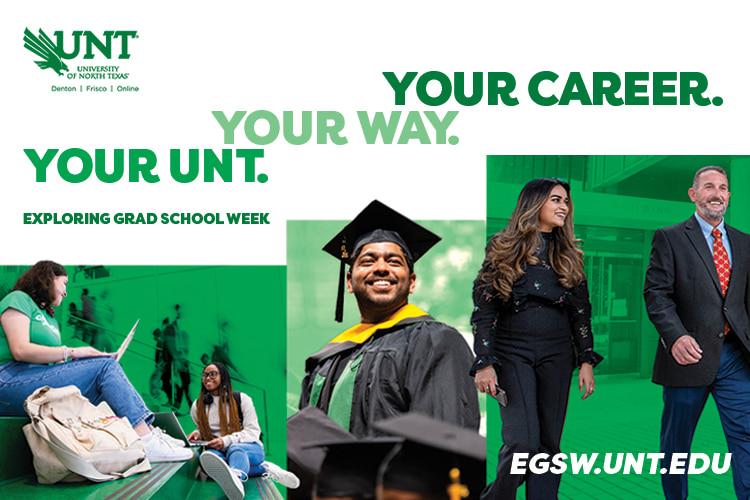 UNT
UNIVERSITY
OF NORTH TEXAS
Denton | Frisco | Online
YOUR CAREER.
YOUR WAY.
YOUR UNT.
EXPLORING GRAD SCHOOL WEEK
EGSW.UNT.EDU